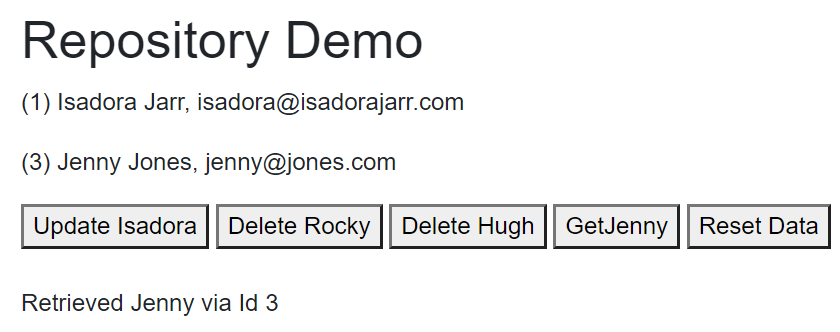 Repository Demo
(1) Isadora Jarr, isadora@isadorajarr.com
(3) Jenny Jones, jenny@jones.com
Update Isadora Delete Rocky Delete Hugh GetJenny Reset Data
Retrieved Jenny via Id 3